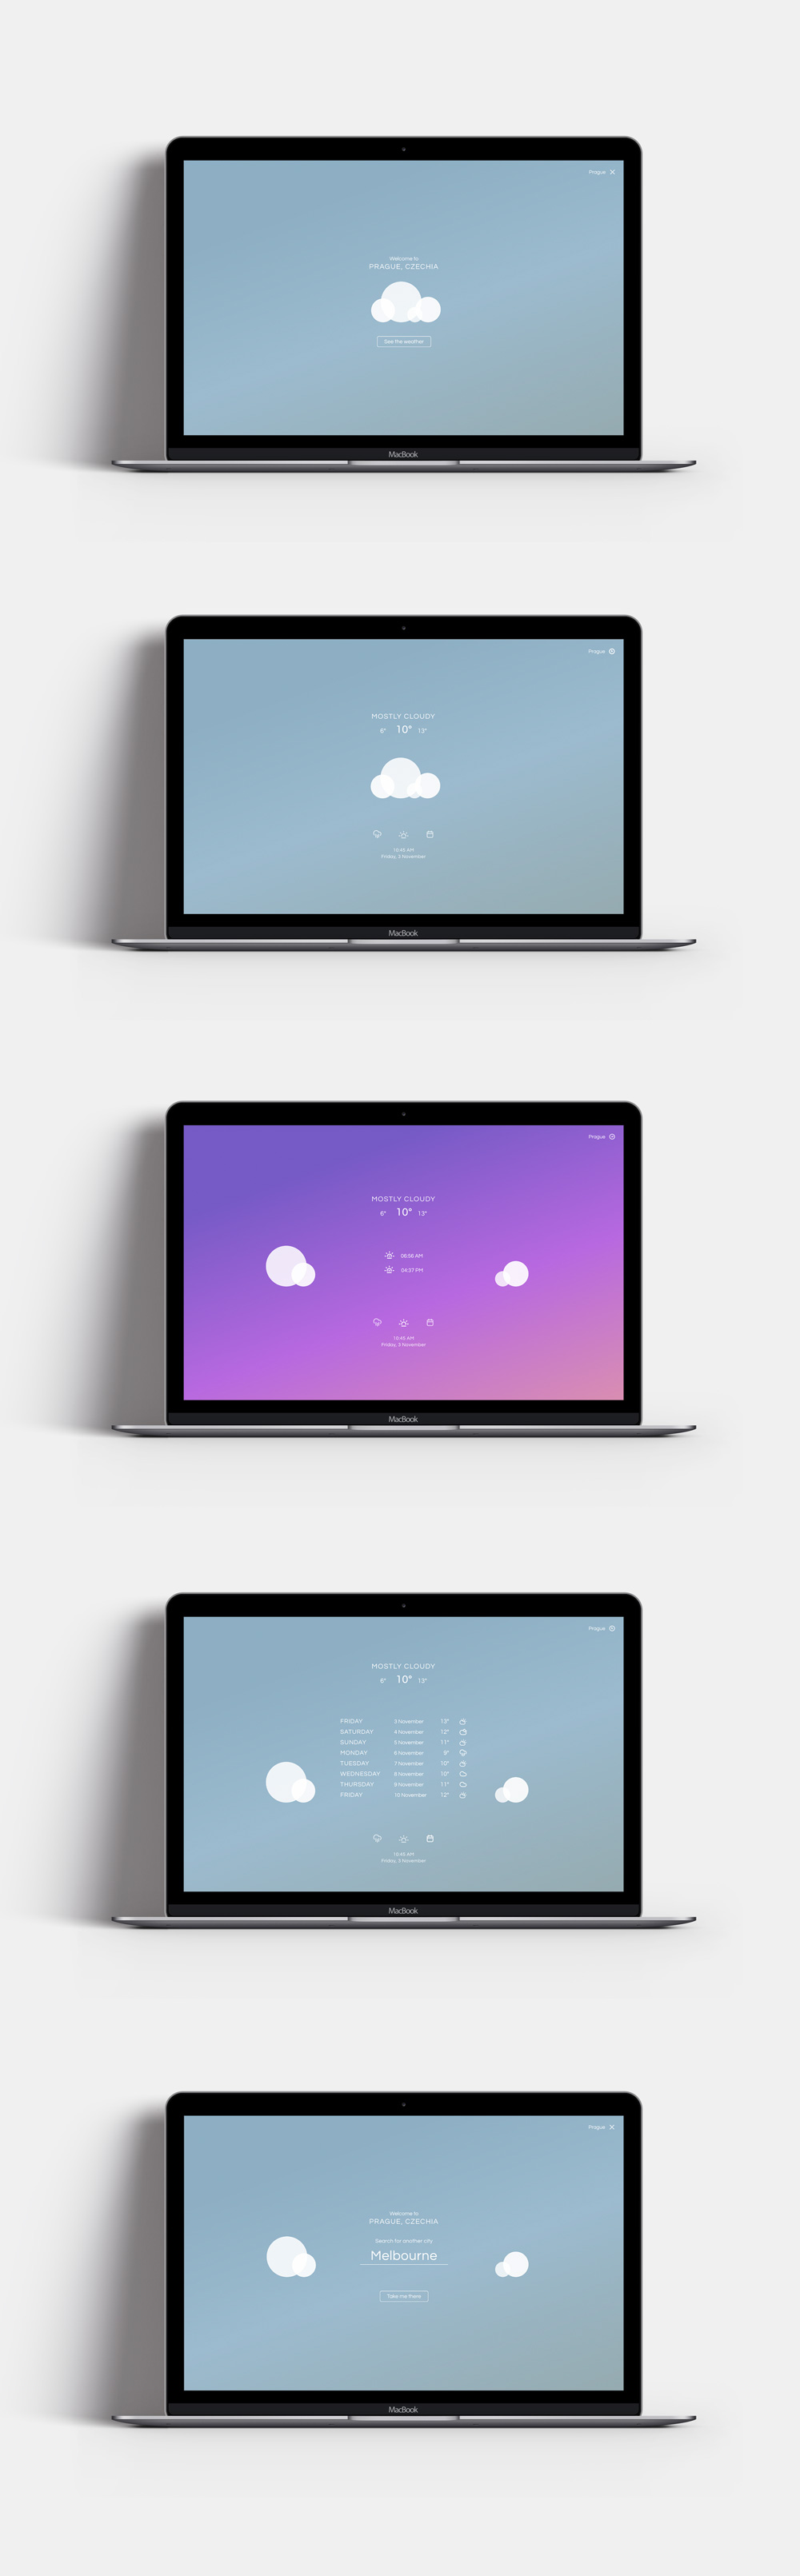 Prague
Welcome to
PRAGUE, CZECHIA
See the weather
MacBook
Prague
MOSTLY CLOUDY
6° 10° 13°
10:45 AM
Friday, 3 November
MacBook
Prague
MOSTLY CLOUDY
6° 10° 13°
06:56 AM
04:37 PM
10:45 AM
Friday, 3 November
MacBook
Prague
MOSTLY CLOUDY
6° 10° 13°
FRIDAY 3 November 13°
SATURDAY 4 November 12°
SUNDAY 5 November 11°
MONDAY 6 November 9°
TUESDAY 7 November 10°
WEDNESDAY 8 November 10°
THURSDAY 9 November 11°
FRIDAY 10 November 12°
10:45 AM
Friday, 3 November
MacBook
Prague
Welcome to
PRAGUE, CZECHIA
Search for another city
Melbourne
Take me there
MacBook